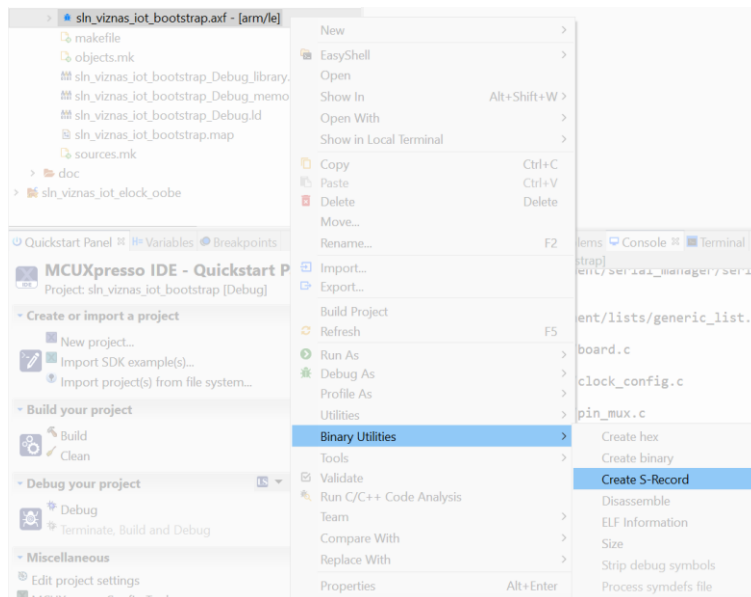 sln_viznas_iot_bootstrap.axf - [arm/le]
makefile
objects.mk
sln_viznas_iot_bootstrap_Debug_library.
sln_viznas_iot_bootstrap_Debug_memo
sln_viznas_iot_bootstrap_Debug.ld
sln_viznas_iot_bootstrap.map
sources.mk
doc
sln_viznas_iot_elock_oobe
Quickstart Panel Variables Breakpoints
MCUXpresso IDE - Quickstart P
Project: sln_viznas_iot_bootstrap [Debug]
Create or import a project
New project...
Import SDK example(s)...
Import project(s) from file system...
Build your project
Build
Clean
Debug your project
Debug
Terminate, Build and Debug
Miscellaneous
Edit project settings
New
EasyShell
Open
Show In Alt+Shift+W >
Open With
Show in Local Terminal
Copy Ctrl+C
Paste Ctrl+V
Delete Delete
Move...
Rename... F2
Import...
Export...
Build Project
Refresh F5
Run As
Debug As
Profile As
Utilities
Binary Utilities
Tools
Validate
Run C/C++ Code Analysis
Team
Compare With
Replace With
Properties Alt+Enter
lems Console Terminal
strap]
ent/serial_manager/seri
ent/lists/generic_list.
board.c
clock_config.c
pin_mux.c
Create hex
Create binary
Create S-Record
Disassemble
ELF Information
Size
Strip debug symbols
Process symdefs file